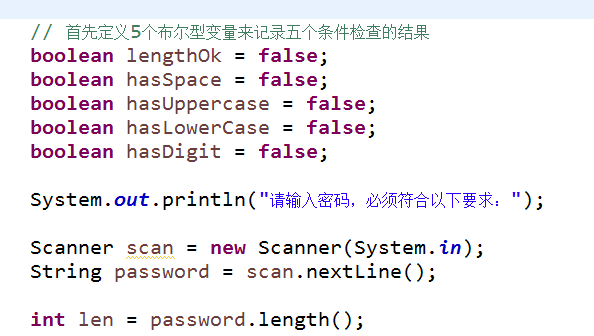 // 首先定义5个布尔型变量来记录五个条件检查的结果
boolean lengthOk = false;
boolean hasSpace = false;
boolean hasUppercase = false;
boolean hasLowerCase = false;
boolean hasDigit = false;
System.out.println("请输入密码，必须符合以下要求：");
Scanner scan = new Scanner(System.in);
String password = scan.nextLine();
int len = password.length();